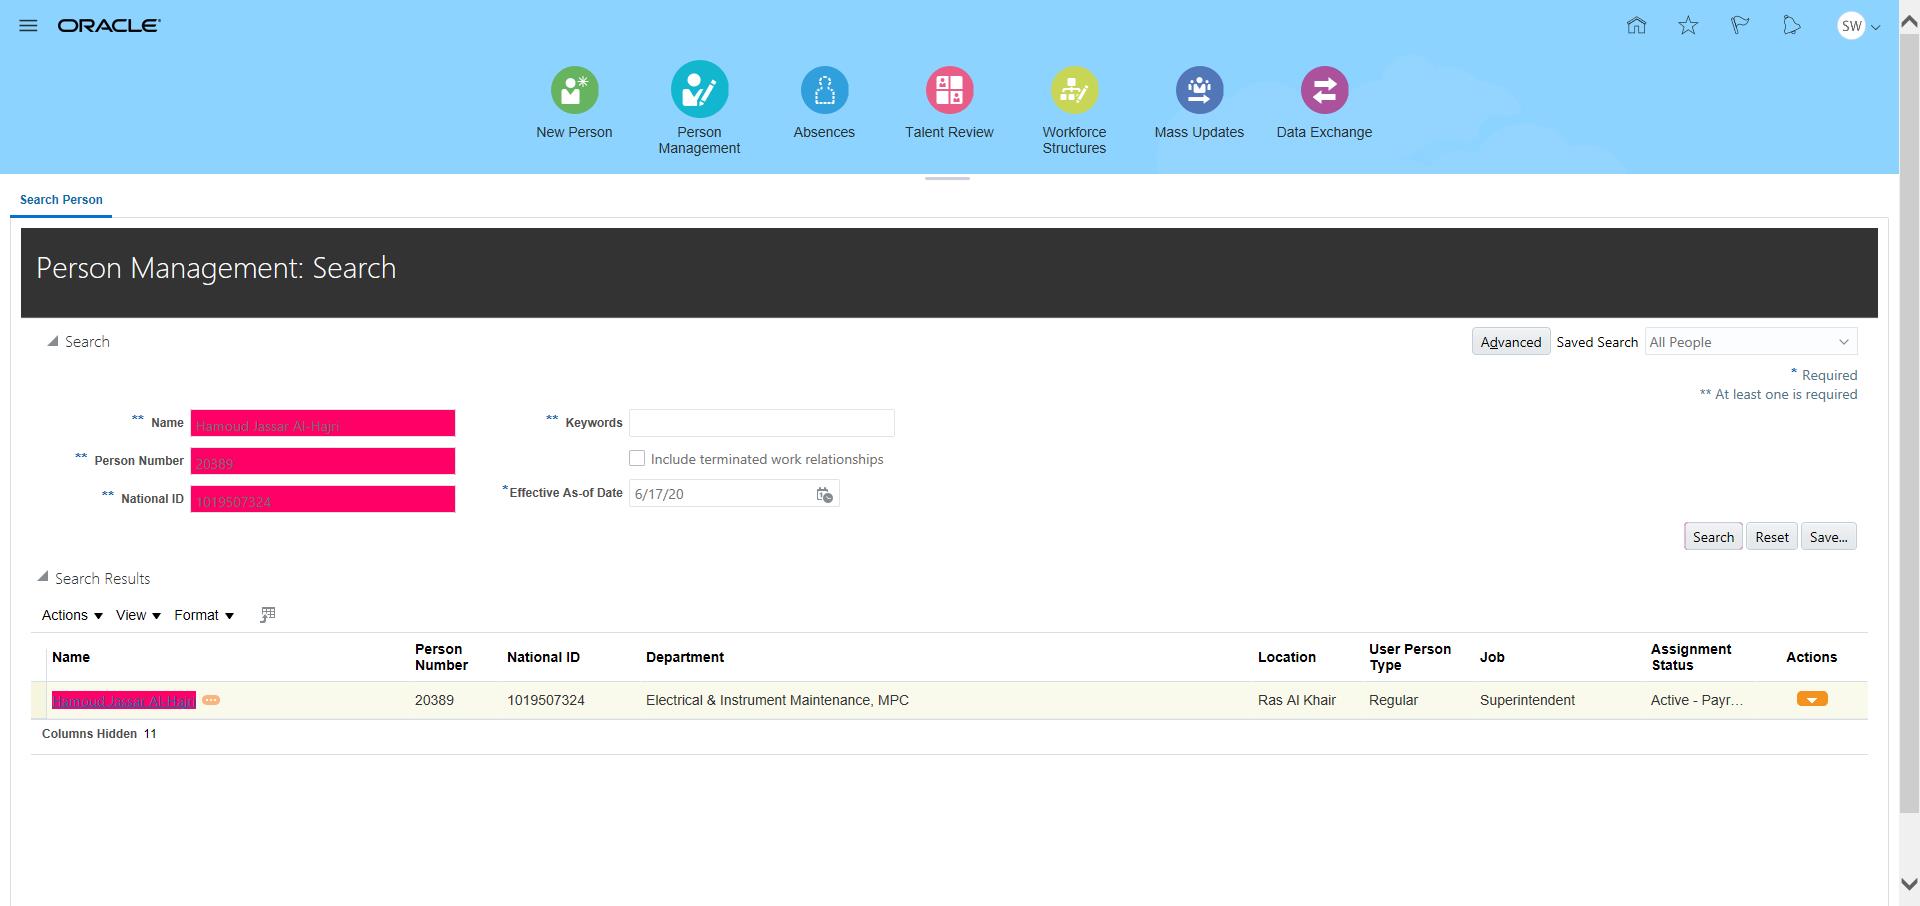 ORACLE
SW
New Person
Person Management
Absences
Talent Review
Workforce Structures
Mass Updates
Data Exchange
Search Person
Person Management: Search
Search
Advanced Saved Search All People
* Required
** At least one is required
** Name Hamoud Jassar Al-Hajri
** Keywords
** Person Number 20389
Include terminated work relationships
** National ID 1019507324
*Effective As-of Date 6/17/20
Search Reset Save...
Search Results
Actions View Format
Name Person Number National ID Department Location User Person Type Job Assignment Status Actions
Hamoud Jassar Al-Hajri 20389 1019507324 Electrical & Instrument Maintenance, MPC Ras Al Khair Regular Superintendent Active - Payr...
Columns Hidden 11